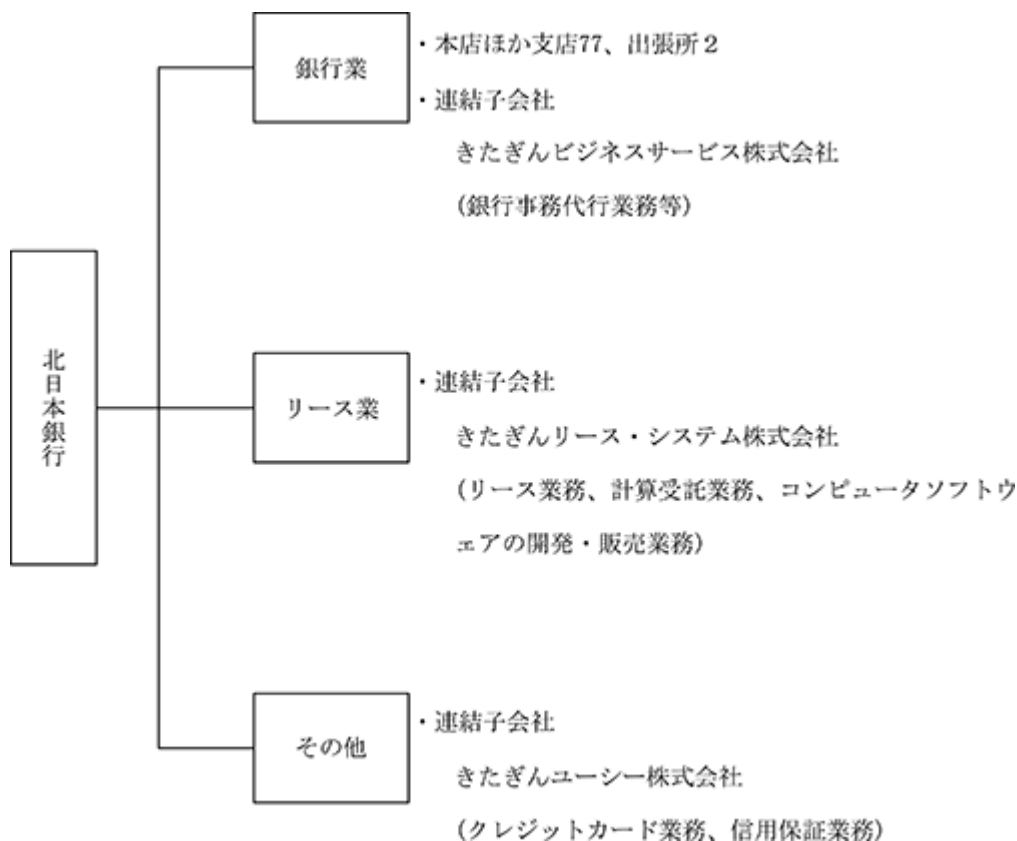 北日本銀行
銀行業
・本店ほか支店77、出張所２
・連結子会社
きたぎんビジネスサービス株式会社
(銀行事務代行業務等)
リース業
・連結子会社
きたぎんリース・システム株式会社
(リース業務、計算受託業務、コンピュータソフトウ
ェアの開発・販売業務)
その他
・連結子会社
きたぎんユーシー株式会社
(クレジットカード業務、信用保証業務)